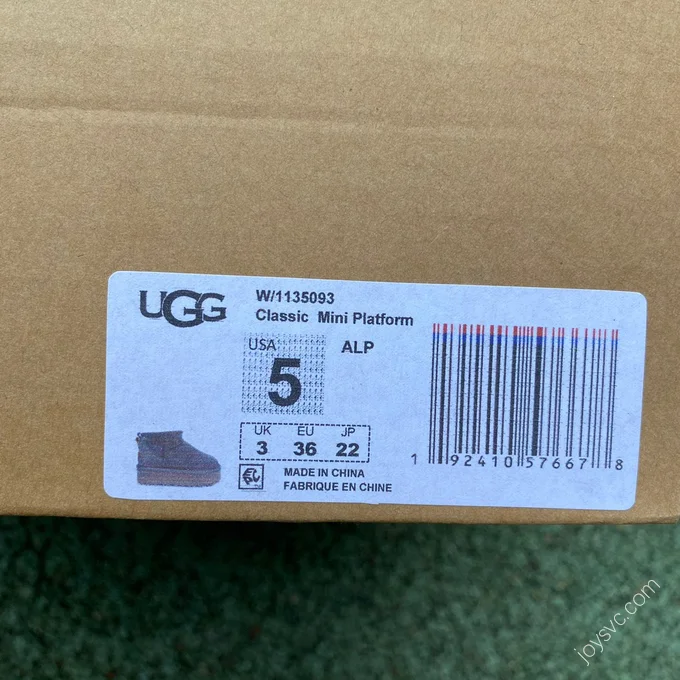 UGG
W/1135093
Classic Mini Platform
USA
5
ALP
UK EU JP
3 36 22
MADE IN CHINA
FABRIQUE EN CHINE
1 92410 57667 8
joysvc.com